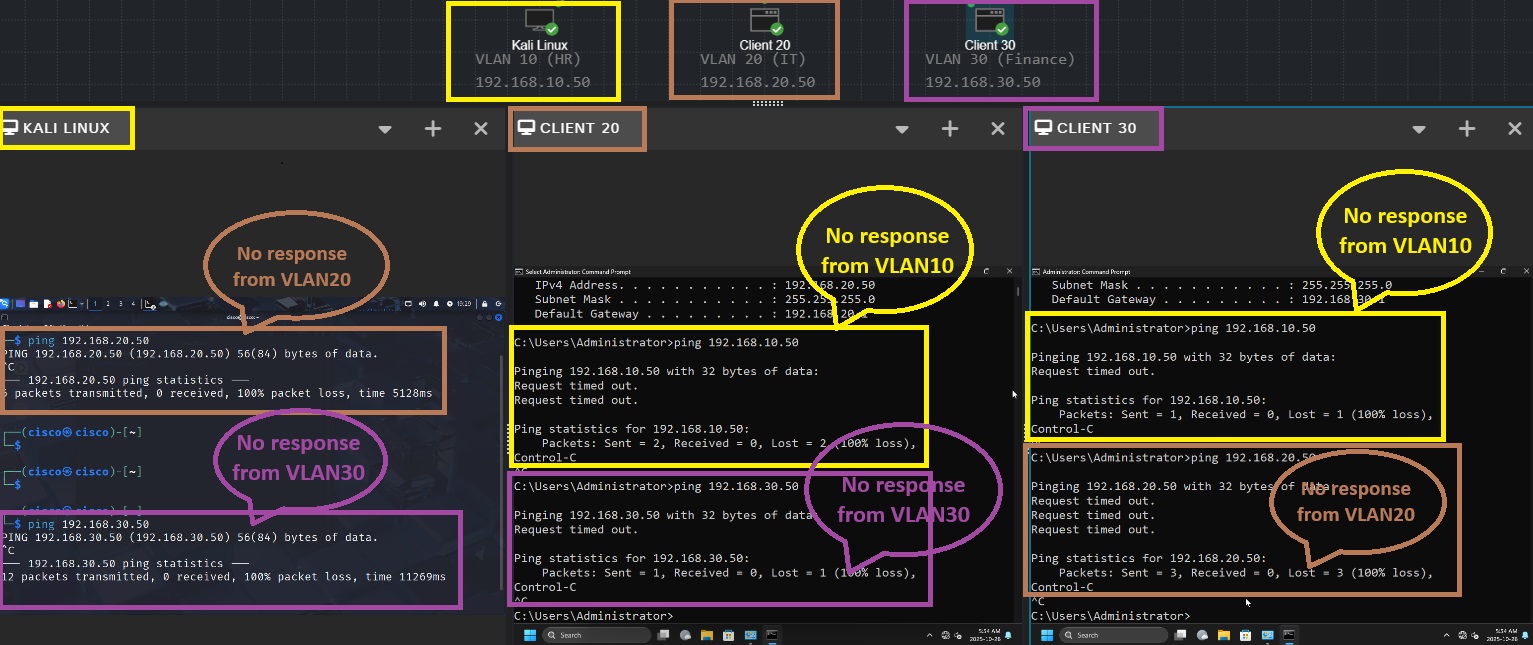 Kali Linux
VLAN 10 (HR)
192.168.10.50
Client 20
VLAN 20 (IT)
192.168.20.50
Client 30
VLAN 30 (Finance)
192.168.30.50
KALI LINUX
CLIENT 20
CLIENT 30
No response
from VLAN20
1 2 3 4
19:29
$ ping 192.168.20.50
PING 192.168.20.50 (192.168.20.50) 56(84) bytes of data.
^C
— 192.168.20.50 ping statistics —
packets transmitted, 0 received, 100% packet loss, time 5128ms
(cisco㉿cisco)-[~]
$
No response
from VLAN30
(cisco㉿cisco)-[~]
$
$ ping 192.168.30.50
PING 192.168.30.50 (192.168.30.50) 56(84) bytes of data.
^C
— 192.168.30.50 ping statistics —
12 packets transmitted, 0 received, 100% packet loss, time 11269ms
No response
from VLAN10
Select Administrator: Command Prompt
IPv4 Address. . . . . . . . . . . : 192.168.20.50
Subnet Mask . . . . . . . . . . . : 255.255.255.0
Default Gateway . . . . . . . . . : 192.168.20.1
C:\Users\Administrator>ping 192.168.10.50
Pinging 192.168.10.50 with 32 bytes of data:
Request timed out.
Request timed out.
Ping statistics for 192.168.10.50:
Packets: Sent = 2, Received = 0, Lost = 2 (100% loss),
Control-C
^C
C:\Users\Administrator>ping 192.168.30.50
No response
from VLAN30
Pinging 192.168.30.50 with 32 bytes of data
Request timed out.
Ping statistics for 192.168.30.50:
Packets: Sent = 1, Received = 0, Lost = 1 (100% loss),
Control-C
^C
C:\Users\Administrator>
Search
5:54 AM
2025-10-26
No response
from VLAN10
Administrator: Command Prompt
Subnet Mask . . . . . . . . . . . : 255.255.255.0
Default Gateway . . . . . . . . . : 192.168.30.1
C:\Users\Administrator>ping 192.168.10.50
Pinging 192.168.10.50 with 32 bytes of data:
Request timed out.
Ping statistics for 192.168.10.50:
Packets: Sent = 1, Received = 0, Lost = 1 (100% loss),
Control-C
C:\Users\Administrator>ping 192.168.20.50
No response
from VLAN20
Pinging 192.168.20.50 with 32 bytes of data
Request timed out.
Request timed out.
Request timed out.
Ping statistics for 192.168.20.50:
Packets: Sent = 3, Received = 0, Lost = 3 (100% loss),
Control-C
^C
C:\Users\Administrator>
Search
5:54 AM
2025-10-26